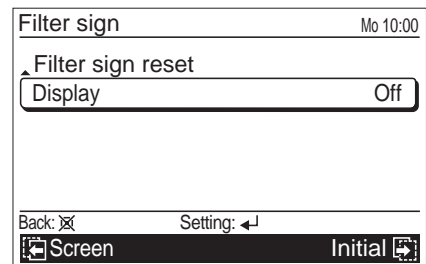 Filter sign Mo 10:00
Filter sign reset
Display Off
Back: Setting:
Screen Initial